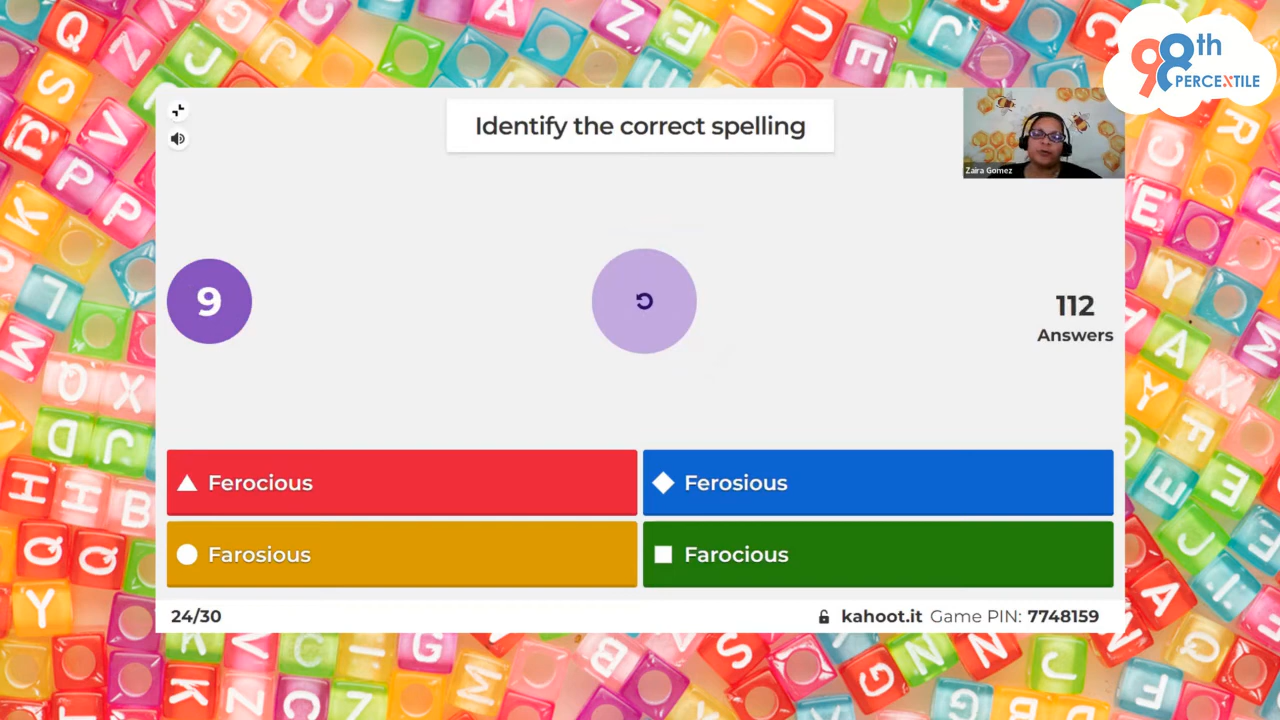 98th
PERCEXTILE
Identify the correct spelling
Zaira Gomez
9
112
Answers
Ferocious
Ferosious
Farosious
Farocious
24/30
kahoot.it Game PIN: 7748159